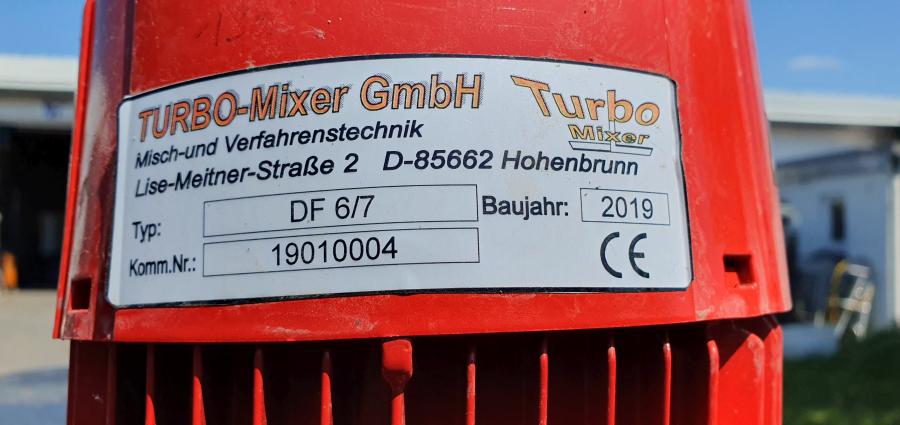 TURBO-Mixer GmbH
Turbo
Mixer
Misch-und Verfahrenstechnik
Lise-Meitner-Straße 2 D-85662 Hohenbrunn
Typ: DF 6/7 Baujahr: 2019
Komm.Nr.: 19010004 CE